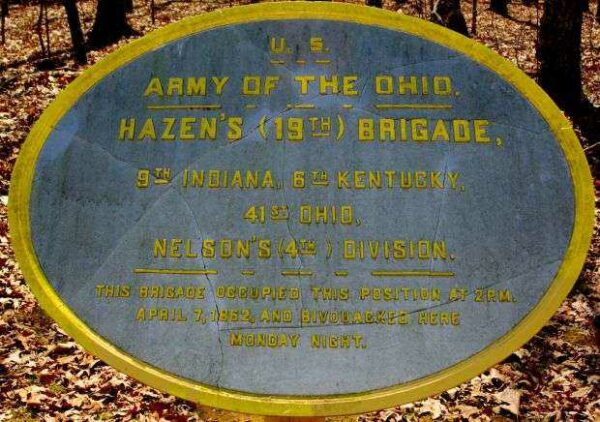 U. S.
ARMY OF THE OHIO.
HAZEN'S (19TH) BRIGADE,
9TH INDIANA, 6TH KENTUCKY,
41ST OHIO,
NELSON'S (4TH) DIVISION.
THIS BRIGADE OCCUPIED THIS POSITION AT 2 P.M.
APRIL 7, 1862, AND BIVOUACKED HERE
MONDAY NIGHT.